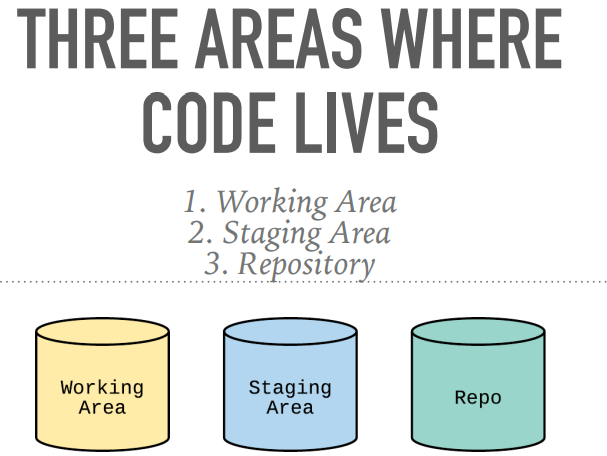 THREE AREAS WHERE
CODE LIVES
1. Working Area
2. Staging Area
3. Repository
Working
Area
Staging
Area
Repo